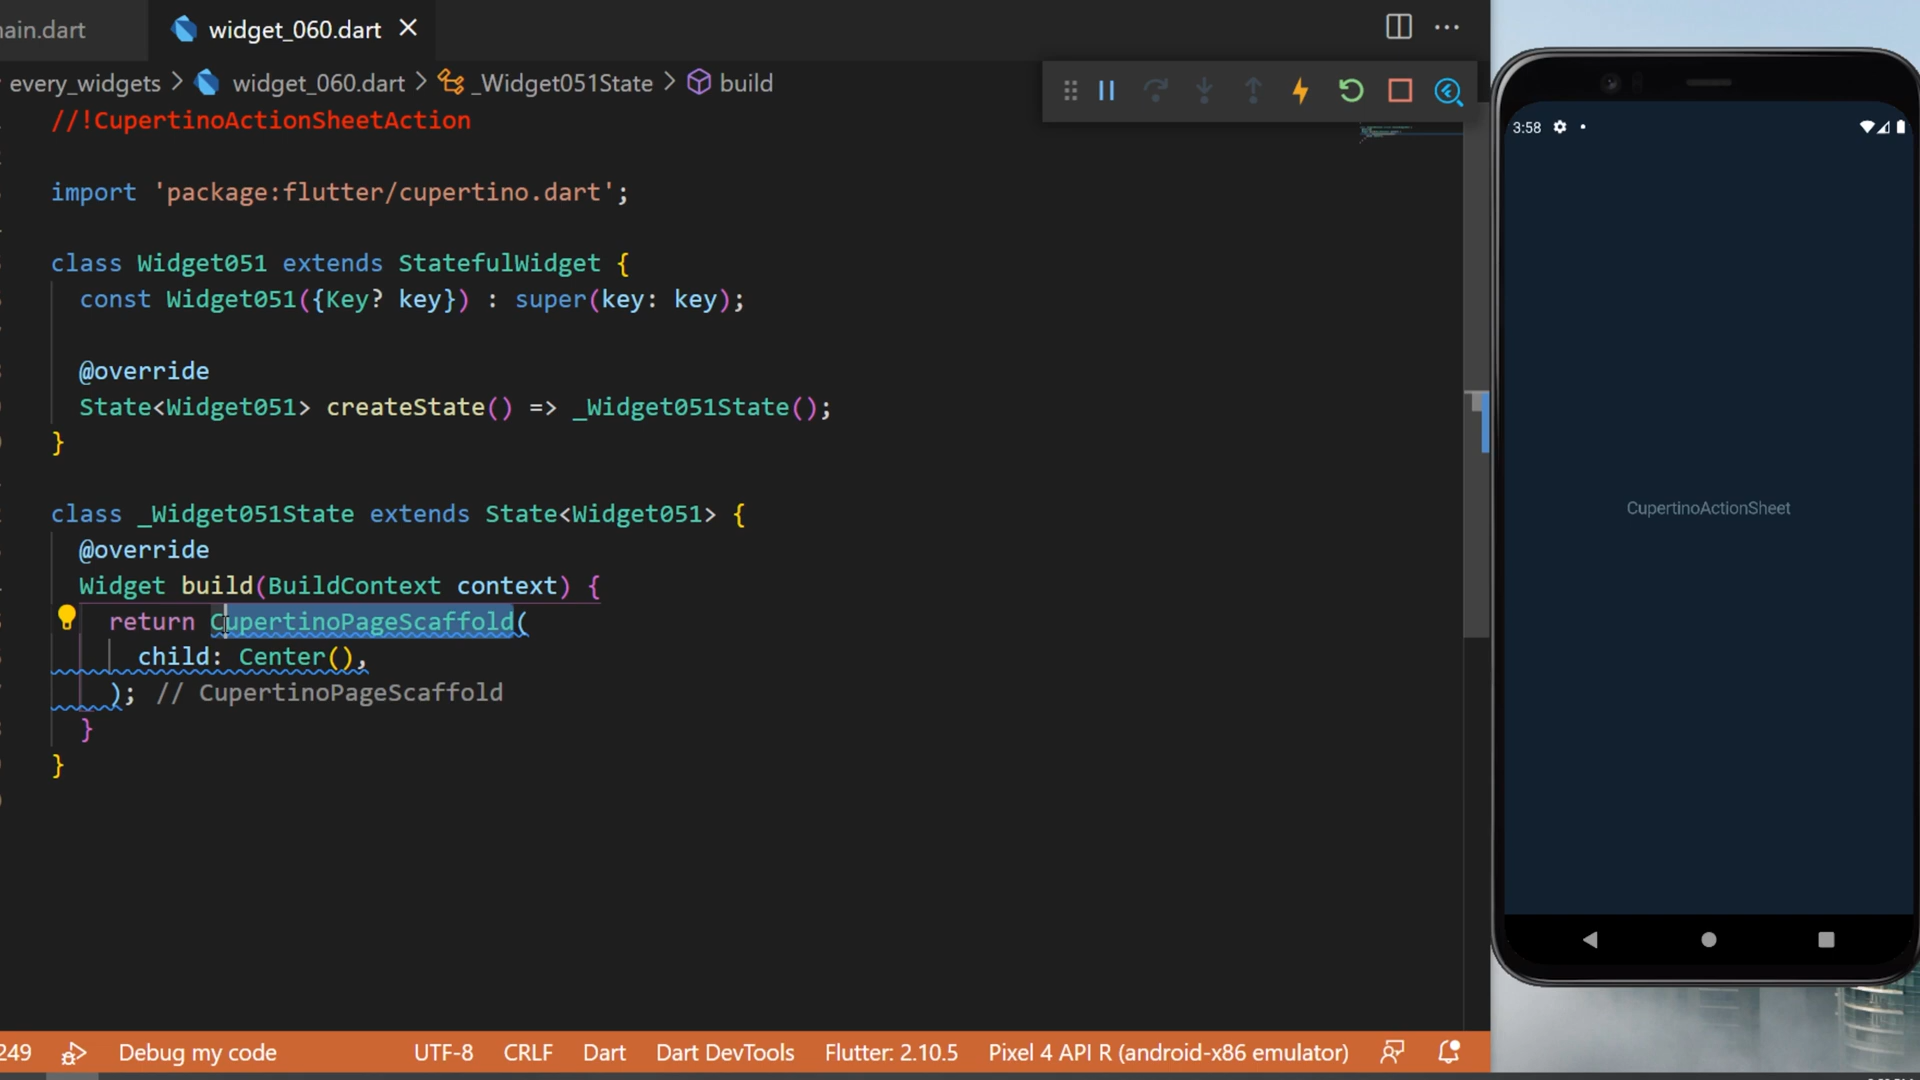 ain.dart
widget_060.dart
every_widgets > widget_060.dart > _Widget051State > build
//!CupertinoActionSheetAction
import 'package:flutter/cupertino.dart';
class Widget051 extends StatefulWidget {
const Widget051({Key? key}) : super(key: key);
@override
State<Widget051> createState() => _Widget051State();
}
class _Widget051State extends State<Widget051> {
@override
Widget build(BuildContext context) {
return CupertinoPageScaffold(
child: Center(),
); // CupertinoPageScaffold
}
}
249 Debug my code UTF-8 CRLF Dart Dart DevTools Flutter: 2.10.5 Pixel 4 API R (android-x86 emulator)
3:58
CupertinoActionSheet